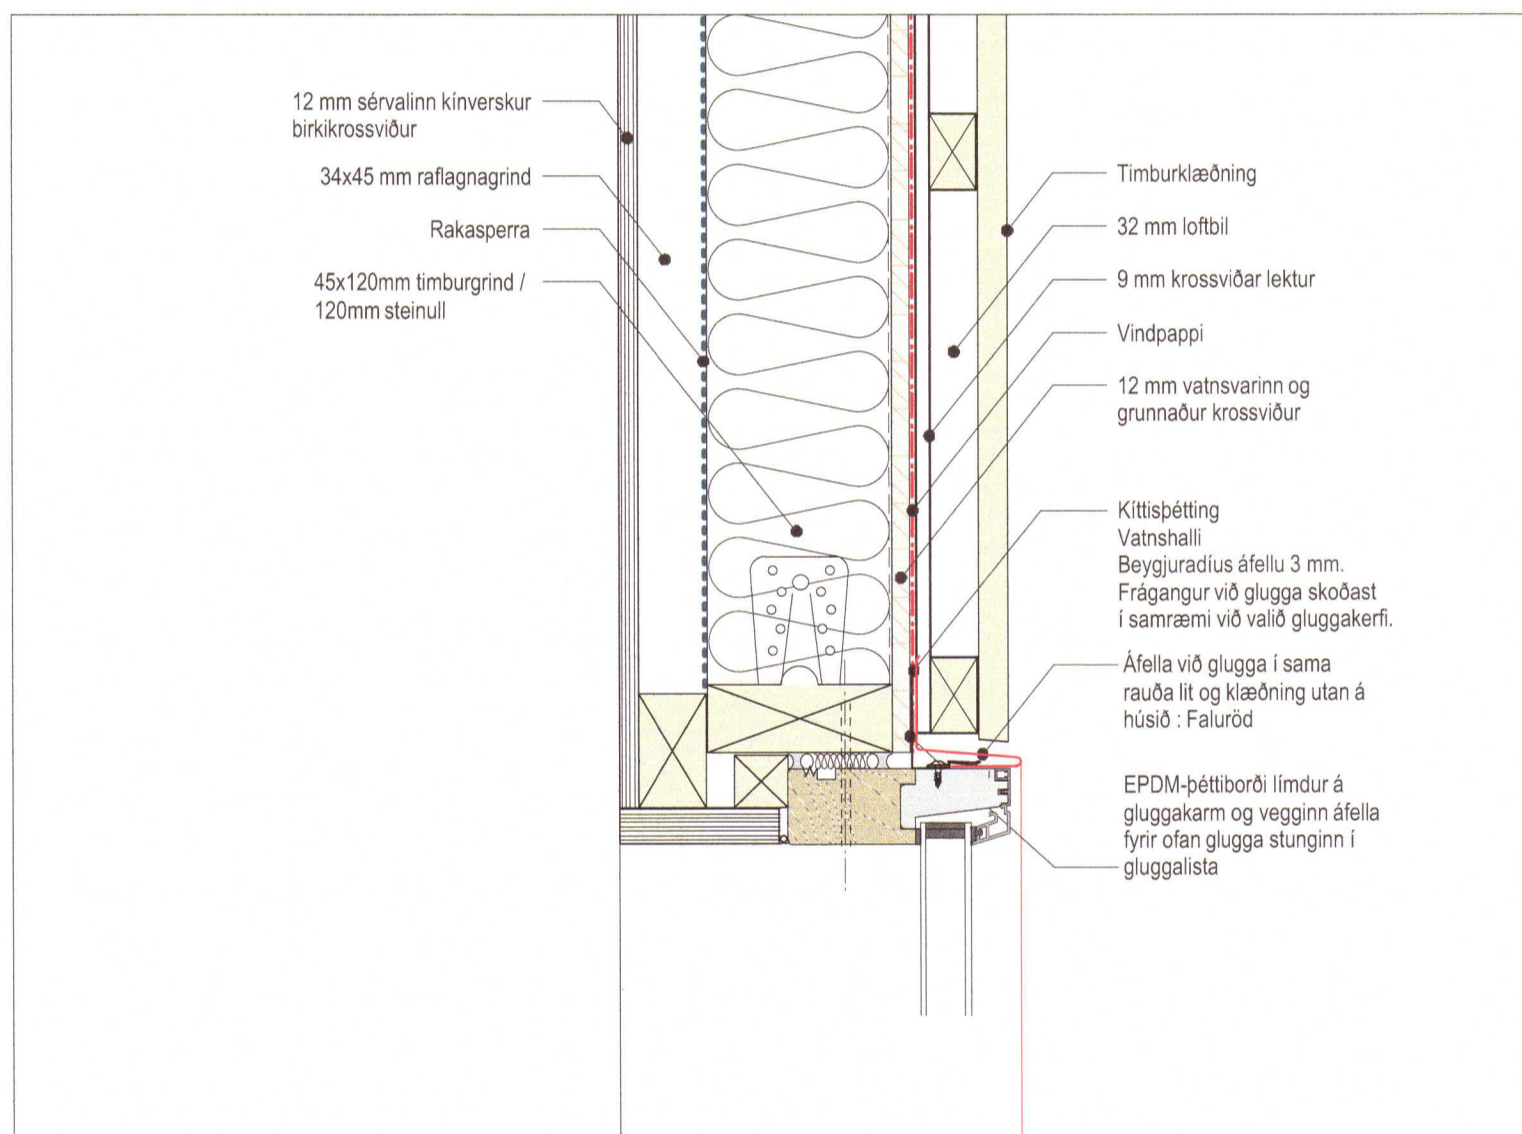 12 mm sérvalinn kínverskur
birkikrossviður
34x45 mm raflagnagrind
Rakasperra
45x120mm timburgrind /
120mm steinull
Timburklæðning
32 mm loftbil
9 mm krossviðar lektur
Vindpappi
12 mm vatnsvarinn og
grunnaður krossviður
Kíttisþétting
Vatnshalli
Beygjuradíus áfellu 3 mm.
Frágangur við glugga skoðast
í samræmi við valið gluggakerfi.
Áfella við glugga í sama
rauða lit og klæðning utan á
húsið : Faluröd
EPDM-þéttiborði límdur á
gluggakarm og vegginn áfella
fyrir ofan glugga stunginn í
gluggalista